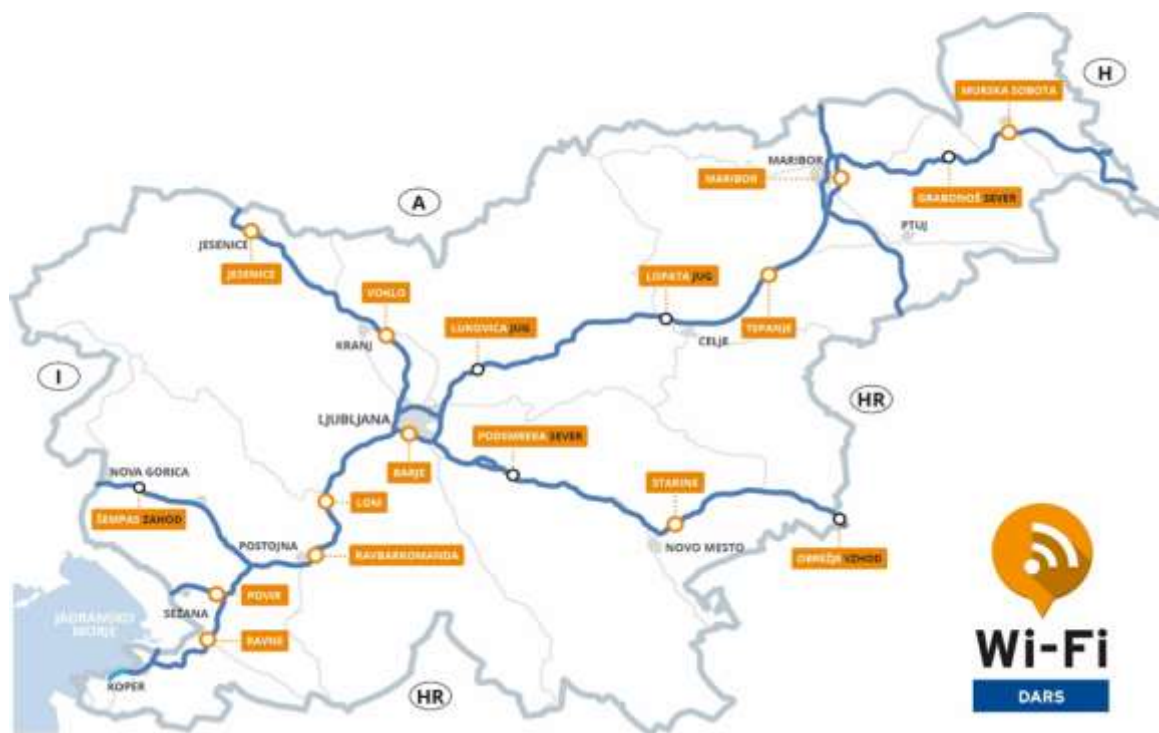 H
MURSKA SOBOTA
MARIBOR
MARIBOR
GRABONOŠ SEVER
PTUJ
A
JESENICE
JESENICE
VOKLO
LOPATA JUG
TEPANJE
LUKOVICA JUG
KRANJ
CELJE
I
HR
LJUBLJANA
PODSMREKA SEVER
BARJE
NOVA GORICA
STARINE
LOM
ŠEMPAS ZAHOD
POSTOJNA
RAVBARKOMANDA
NOVO MESTO
OBREŽJE VZHOD
POVIR
SEŽANA
JADRANSKO
MORJE
RAVNE
KOPER
HR
Wi-Fi
DARS